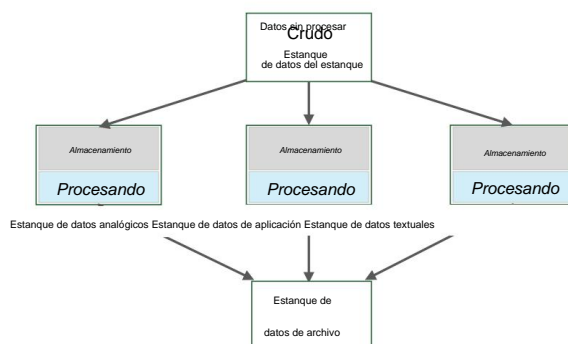 Datos sin procesar
Crudo
Estanque
de datos del estanque
Almacenamiento
Almacenamiento
Almacenamiento
Procesando
Procesando
Procesando
Estanque de datos analógicos Estanque de datos de aplicación Estanque de datos textuales
Estanque de
datos de archivo